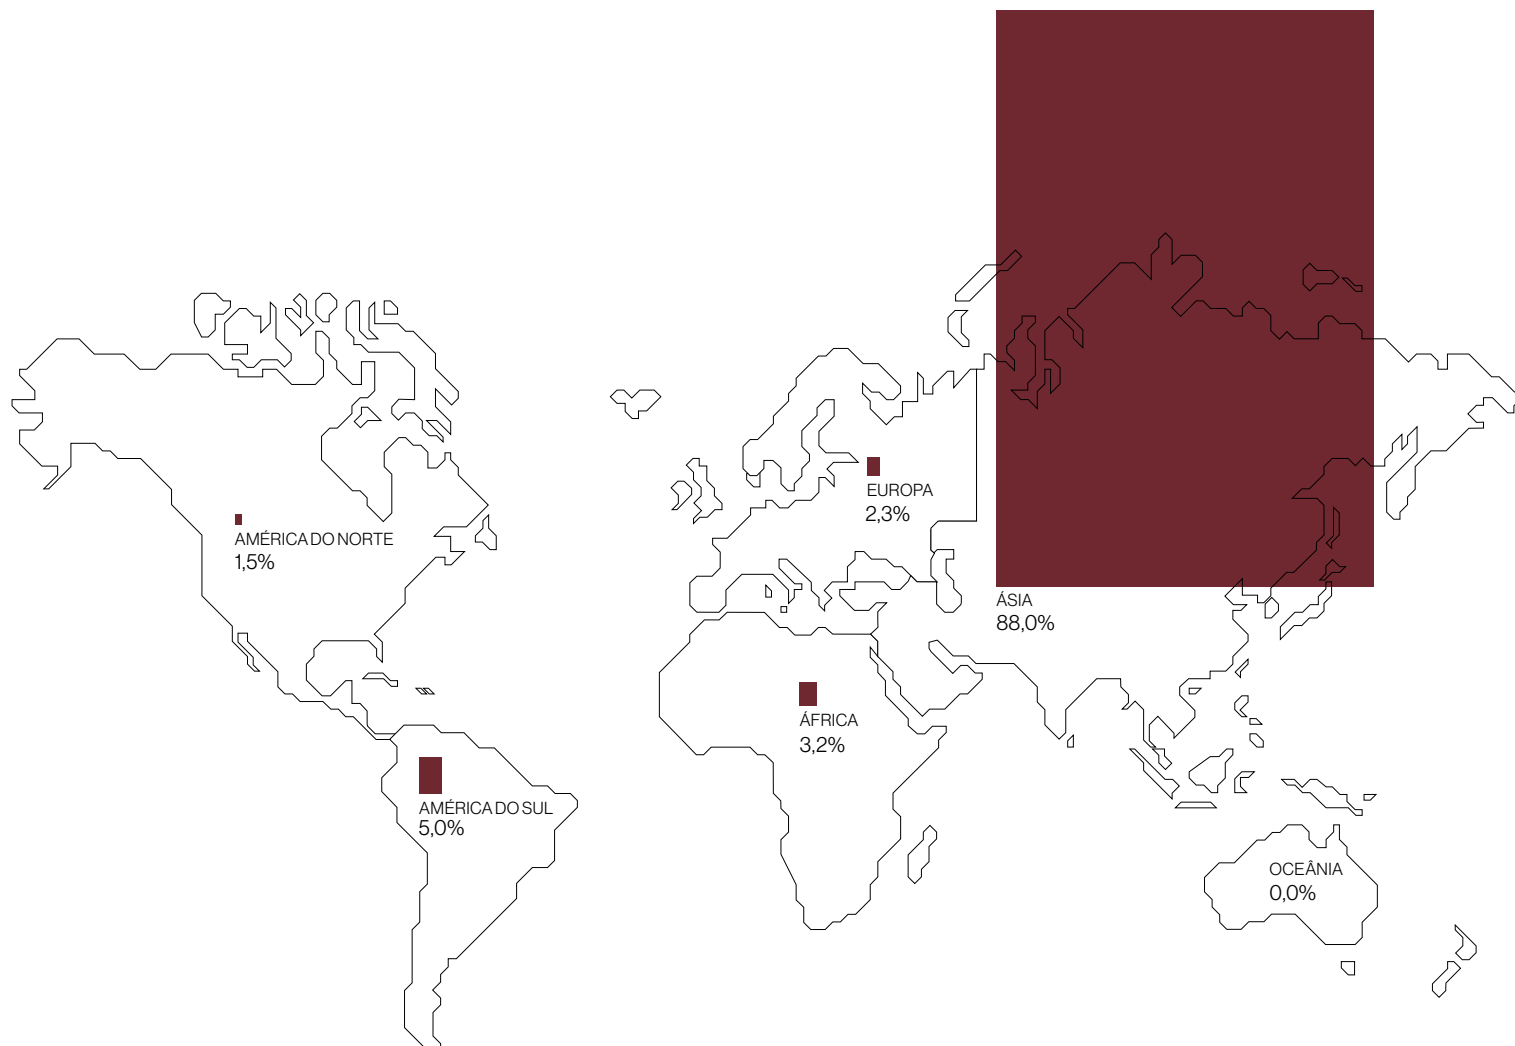 EUROPA
2,3%
AMÉRICA DO NORTE
1,5%
ÁSIA
88,0%
ÁFRICA
3,2%
AMÉRICA DO SUL
5,0%
OCEÂNIA
0,0%